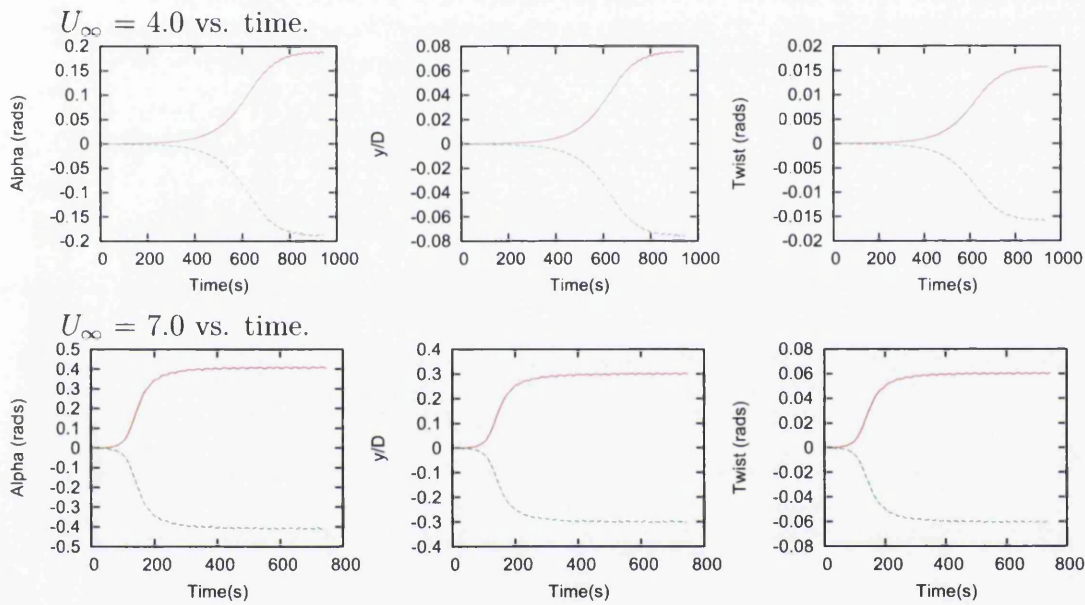 U∞ = 4.0 vs. time.
0.2
0.15
0.1
0.05
0
-0.05
-0.1
-0.15
-0.2
Alpha (rads)
0 200 400 600 800 1000
Time(s)
0.08
0.06
0.04
0.02
0
-0.02
-0.04
-0.06
-0.08
y/D
0 200 400 600 800 1000
Time(s)
0.02
0.015
0.01
0.005
0
-0.005
-0.01
-0.015
-0.02
Twist (rads)
0 200 400 600 800 1000
Time(s)
U∞ = 7.0 vs. time.
0.5
0.4
0.3
0.2
0.1
0
-0.1
-0.2
-0.3
-0.4
-0.5
Alpha (rads)
0 200 400 600 800
Time(s)
0.4
0.3
0.2
0.1
0
-0.1
-0.2
-0.3
-0.4
y/D
0 200 400 600 800
Time(s)
0.08
0.06
0.04
0.02
0
-0.02
-0.04
-0.06
-0.08
Twist (rads)
0 200 400 600 800
Time(s)